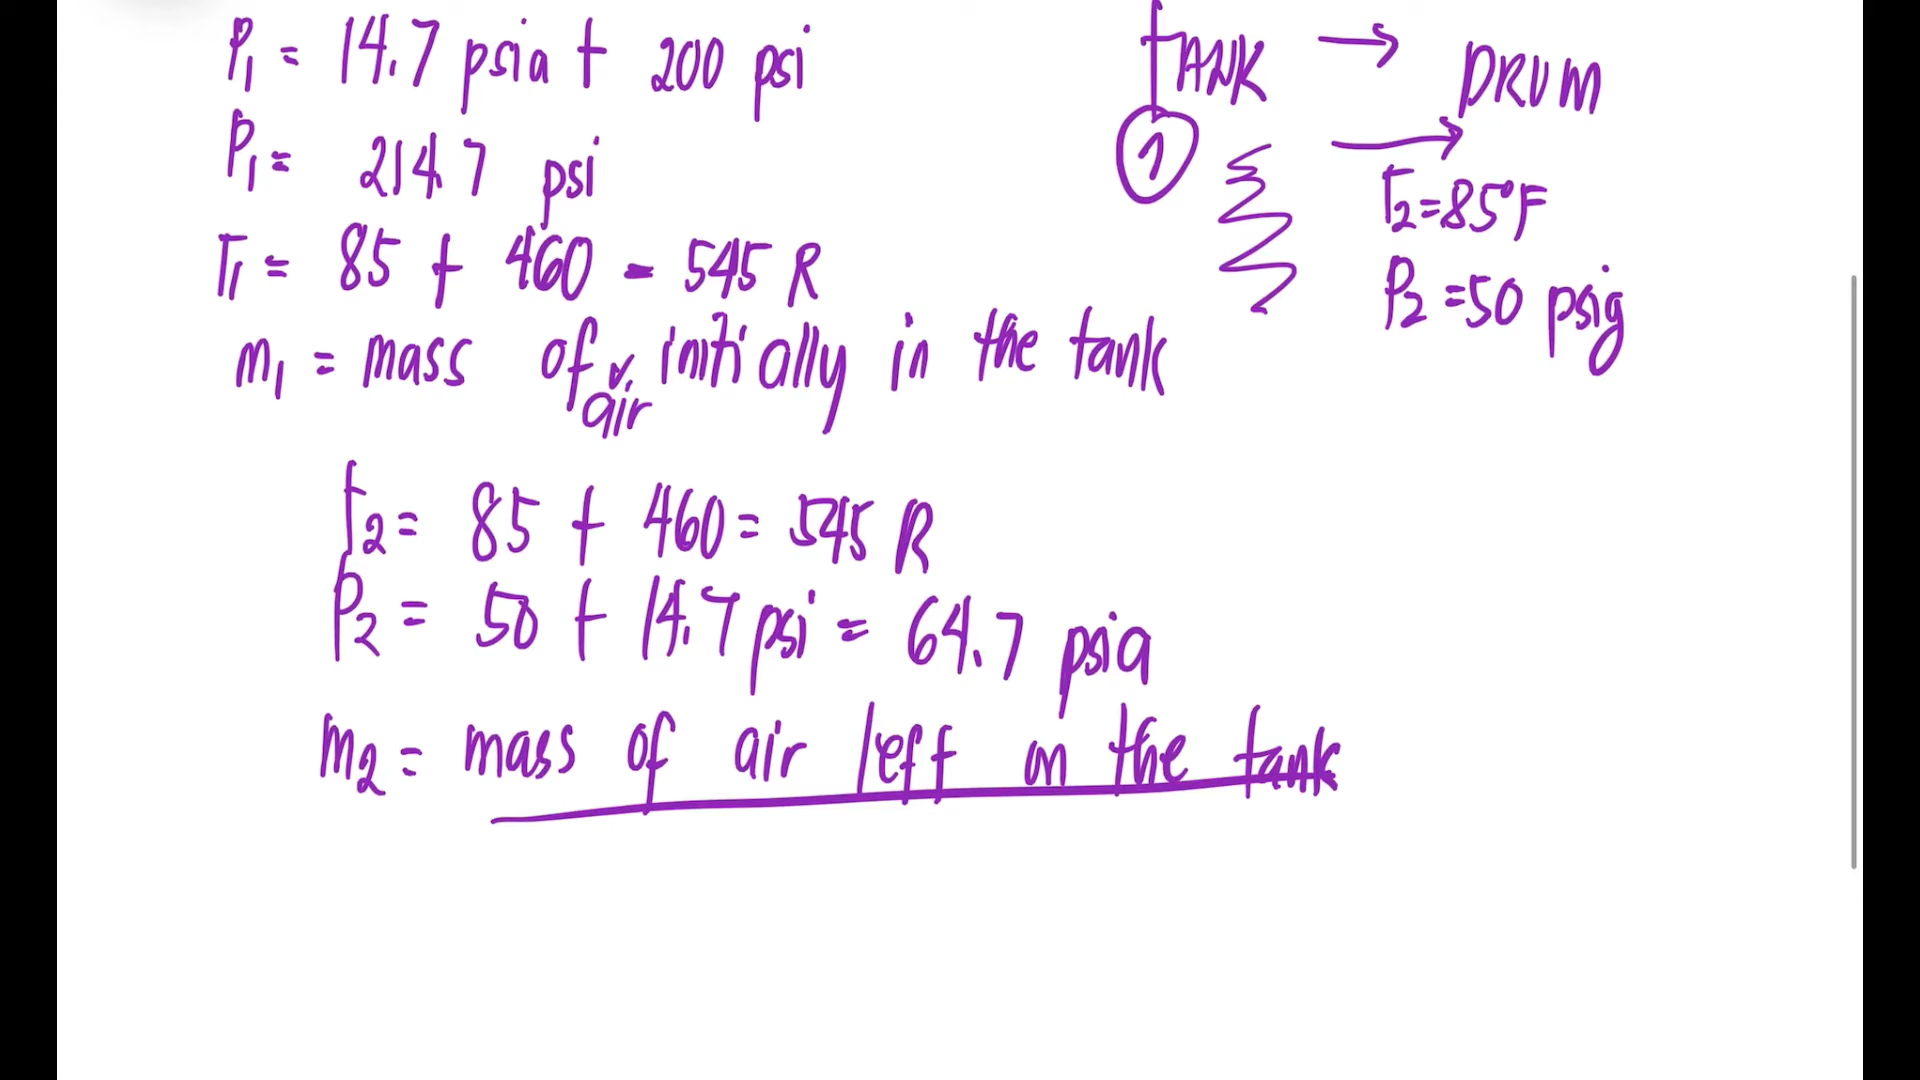 P1 = 14.7 psia + 200 psi
P1 = 214.7 psi
T1 = 85 + 460 = 545 R
m1 = mass of air initially in the tank
T2 = 85 + 460 = 545 R
P2 = 50 + 14.7 psi = 64.7 psia
m2 = mass of air left in the tank
TANK → DRUM
1 →
T2 = 85°F
P2 = 50 psig